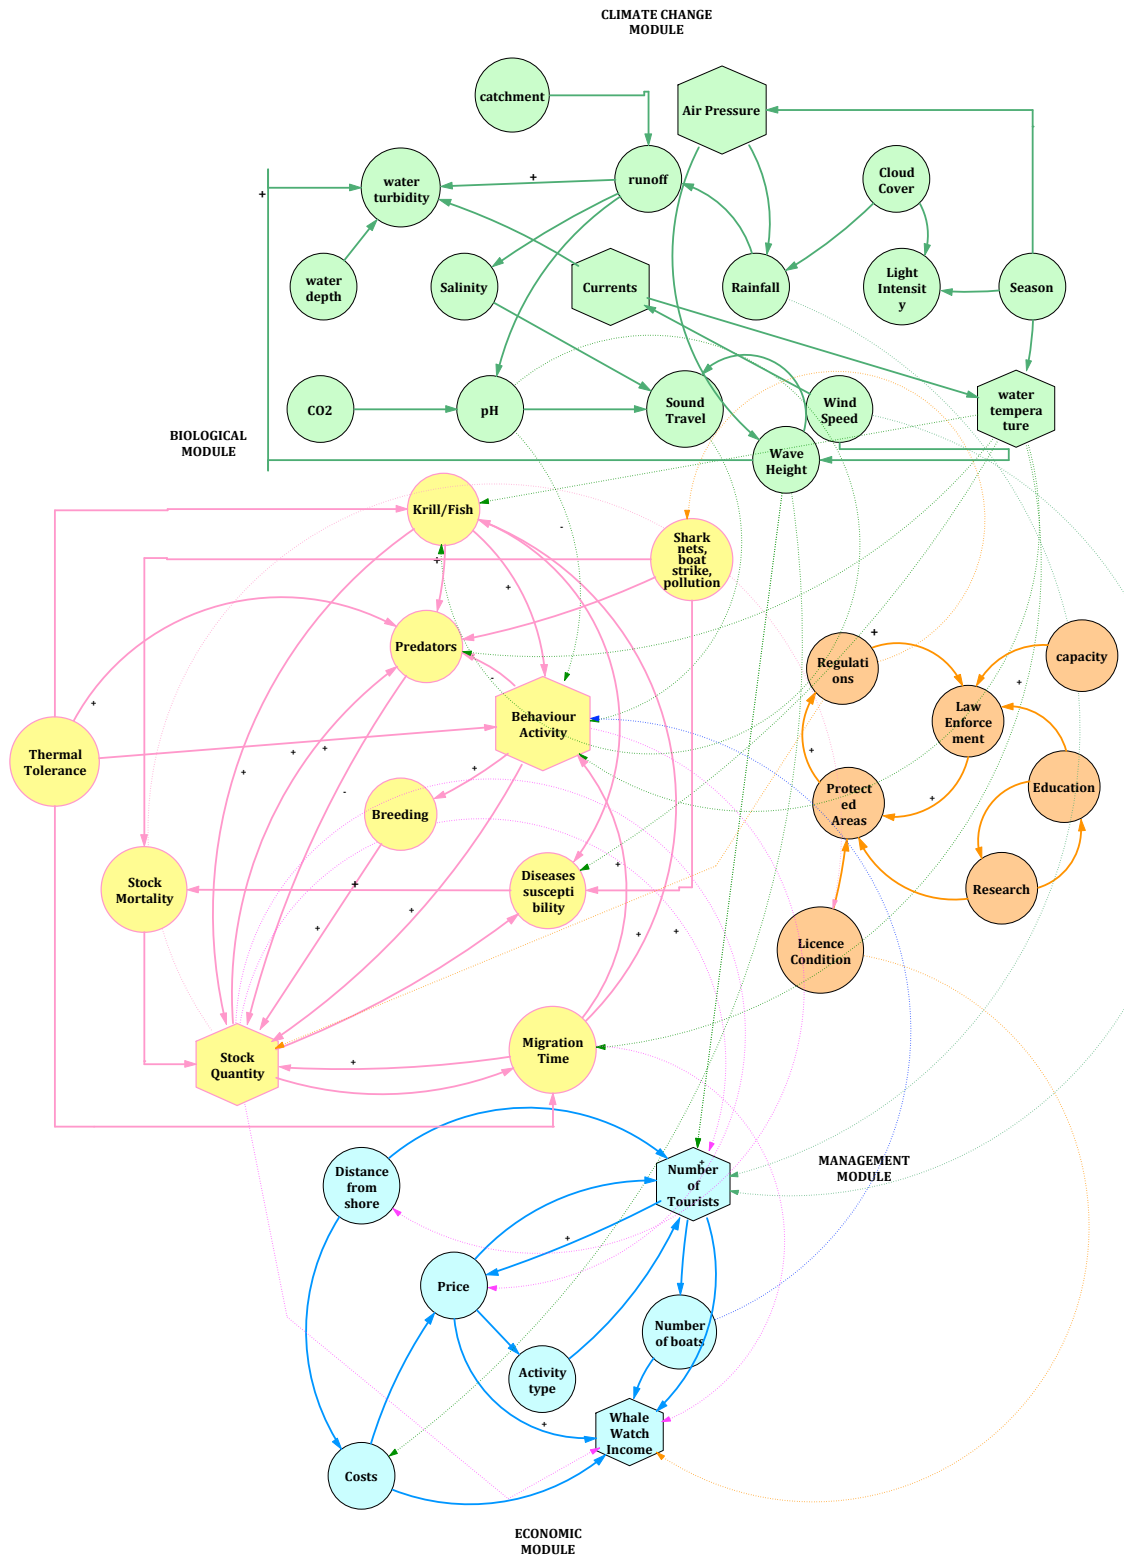 CLIMATE CHANGE
MODULE
catchment
Air Pressure
+
runoff
Cloud
Cover
water
turbidity
+
water
depth
Salinity
Currents
Rainfall
Light
Intensit
y
Season
CO2
pH
Sound
Travel
Wind
Speed
water
tempera
ture
BIOLOGICAL
MODULE
Wave
Height
Krill/Fish
-
Shark
nets,
boat
strike,
pollution
+
+
Predators
+
Regulati
ons
capacity
-
+
+
Law
Enforce
ment
Behaviour
Activity
Thermal
Tolerance
+
+
+
+
+
-
+
Education
Breeding
Protect
ed
Areas
+
Stock
Mortality
+
Diseases
suscepti
bility
Research
+
+
+
+
Licence
Condition
Stock
Quantity
+
Migration
Time
Distance
from
shore
+
Number
of
Tourists
MANAGEMENT
MODULE
+
Price
Number
of boats
Activity
type
+
Whale
Watch
Income
Costs
ECONOMIC
MODULE